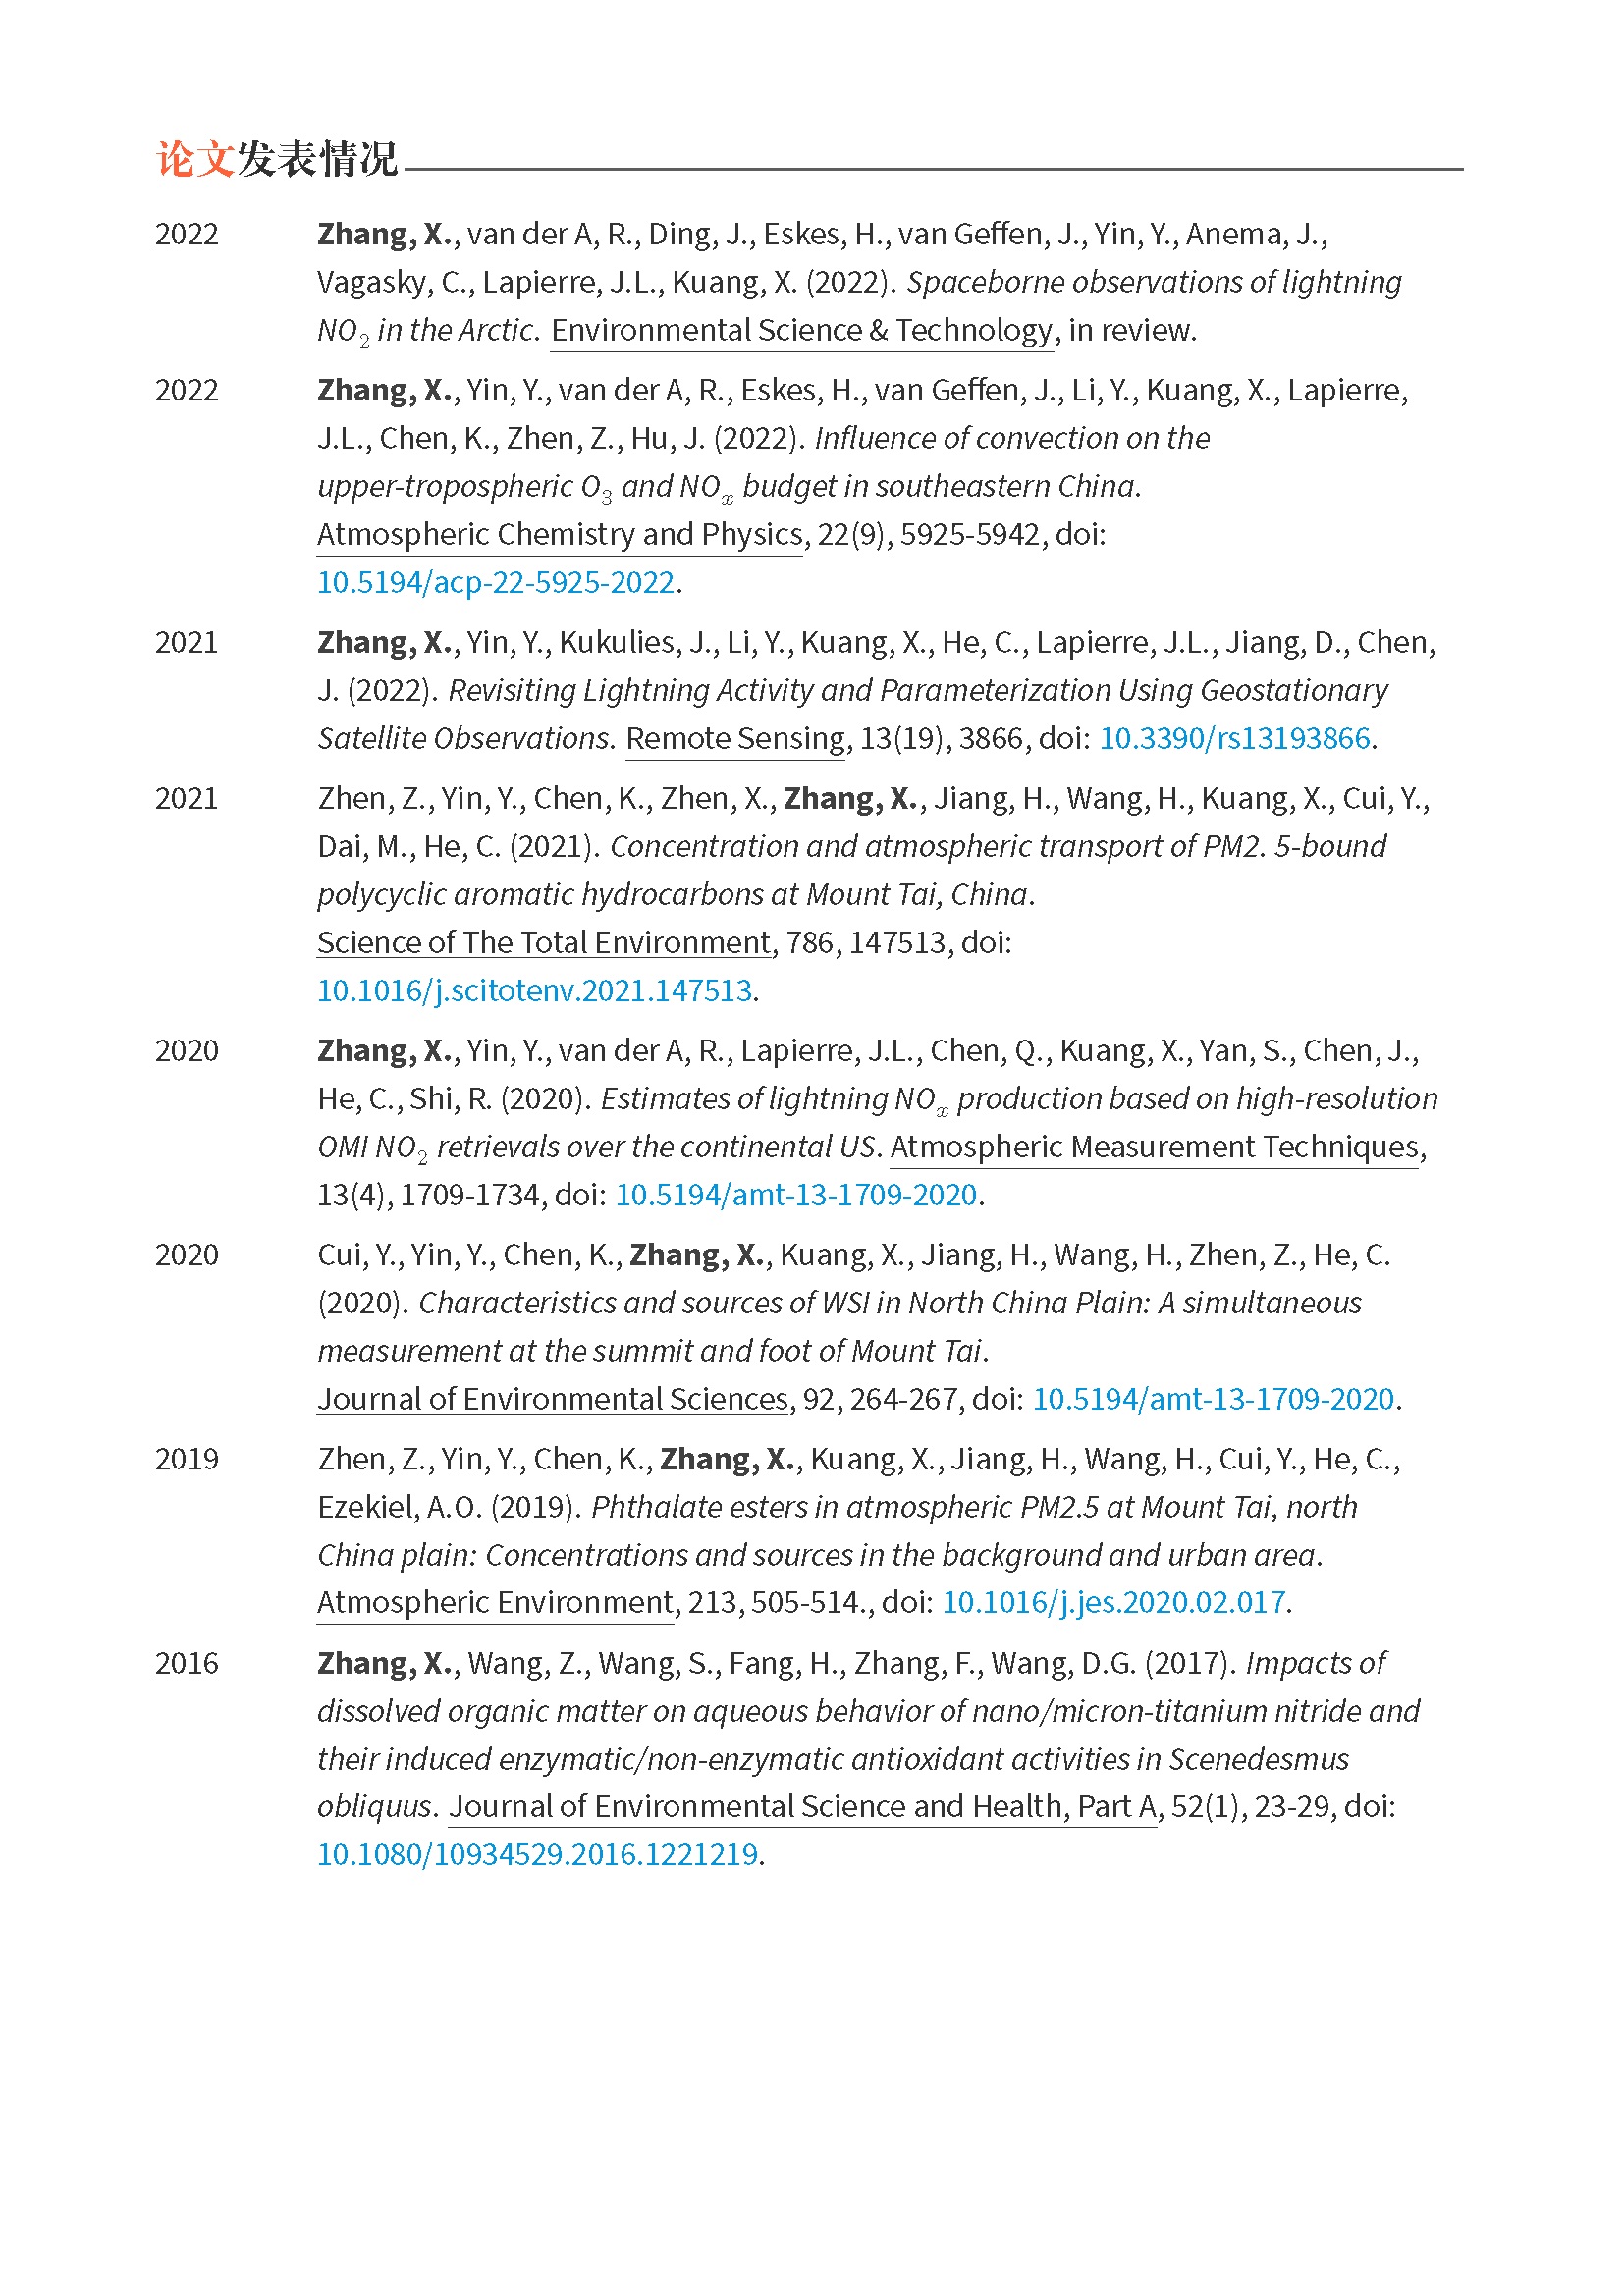 论文发表情况
2022 Zhang, X., van der A, R., Ding, J., Eskes, H., van Geffen, J., Yin, Y., Anema, J.,
Vagasky, C., Lapierre, J.L., Kuang, X. (2022). Spaceborne observations of lightning
NO₂ in the Arctic. Environmental Science & Technology, in review.
2022 Zhang, X., Yin, Y., van der A, R., Eskes, H., van Geffen, J., Li, Y., Kuang, X., Lapierre,
J.L., Chen, K., Zhen, Z., Hu, J. (2022). Influence of convection on the
upper-tropospheric O₃ and NOₓ budget in southeastern China.
Atmospheric Chemistry and Physics, 22(9), 5925-5942, doi:
10.5194/acp-22-5925-2022.
2021 Zhang, X., Yin, Y., Kukulies, J., Li, Y., Kuang, X., He, C., Lapierre, J.L., Jiang, D., Chen,
J. (2022). Revisiting Lightning Activity and Parameterization Using Geostationary
Satellite Observations. Remote Sensing, 13(19), 3866, doi: 10.3390/rs13193866.
2021 Zhen, Z., Yin, Y., Chen, K., Zhen, X., Zhang, X., Jiang, H., Wang, H., Kuang, X., Cui, Y.,
Dai, M., He, C. (2021). Concentration and atmospheric transport of PM2. 5-bound
polycyclic aromatic hydrocarbons at Mount Tai, China.
Science of The Total Environment, 786, 147513, doi:
10.1016/j.scitotenv.2021.147513.
2020 Zhang, X., Yin, Y., van der A, R., Lapierre, J.L., Chen, Q., Kuang, X., Yan, S., Chen, J.,
He, C., Shi, R. (2020). Estimates of lightning NOₓ production based on high-resolution
OMI NO₂ retrievals over the continental US. Atmospheric Measurement Techniques,
13(4), 1709-1734, doi: 10.5194/amt-13-1709-2020.
2020 Cui, Y., Yin, Y., Chen, K., Zhang, X., Kuang, X., Jiang, H., Wang, H., Zhen, Z., He, C.
(2020). Characteristics and sources of WSI in North China Plain: A simultaneous
measurement at the summit and foot of Mount Tai.
Journal of Environmental Sciences, 92, 264-267, doi: 10.5194/amt-13-1709-2020.
2019 Zhen, Z., Yin, Y., Chen, K., Zhang, X., Kuang, X., Jiang, H., Wang, H., Cui, Y., He, C.,
Ezekiel, A.O. (2019). Phthalate esters in atmospheric PM2.5 at Mount Tai, north
China plain: Concentrations and sources in the background and urban area.
Atmospheric Environment, 213, 505-514., doi: 10.1016/j.jes.2020.02.017.
2016 Zhang, X., Wang, Z., Wang, S., Fang, H., Zhang, F., Wang, D.G. (2017). Impacts of
dissolved organic matter on aqueous behavior of nano/micron-titanium nitride and
their induced enzymatic/non-enzymatic antioxidant activities in Scenedesmus
obliquus. Journal of Environmental Science and Health, Part A, 52(1), 23-29, doi:
10.1080/10934529.2016.1221219.